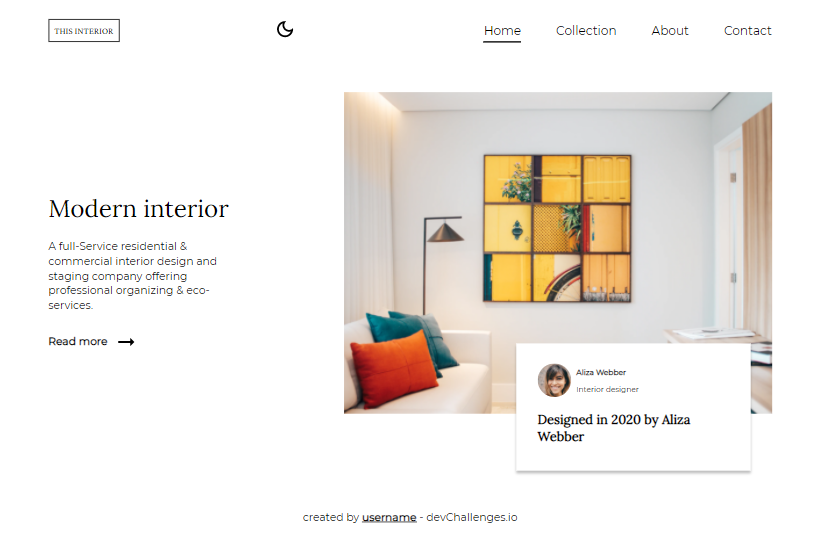 THIS INTERIOR
Home Collection About Contact
Modern interior
A full-Service residential &
commercial interior design and
staging company offering
professional organizing & eco-
services.
Read more
Aliza Webber
Interior designer
Designed in 2020 by Aliza
Webber
created by username - devChallenges.io